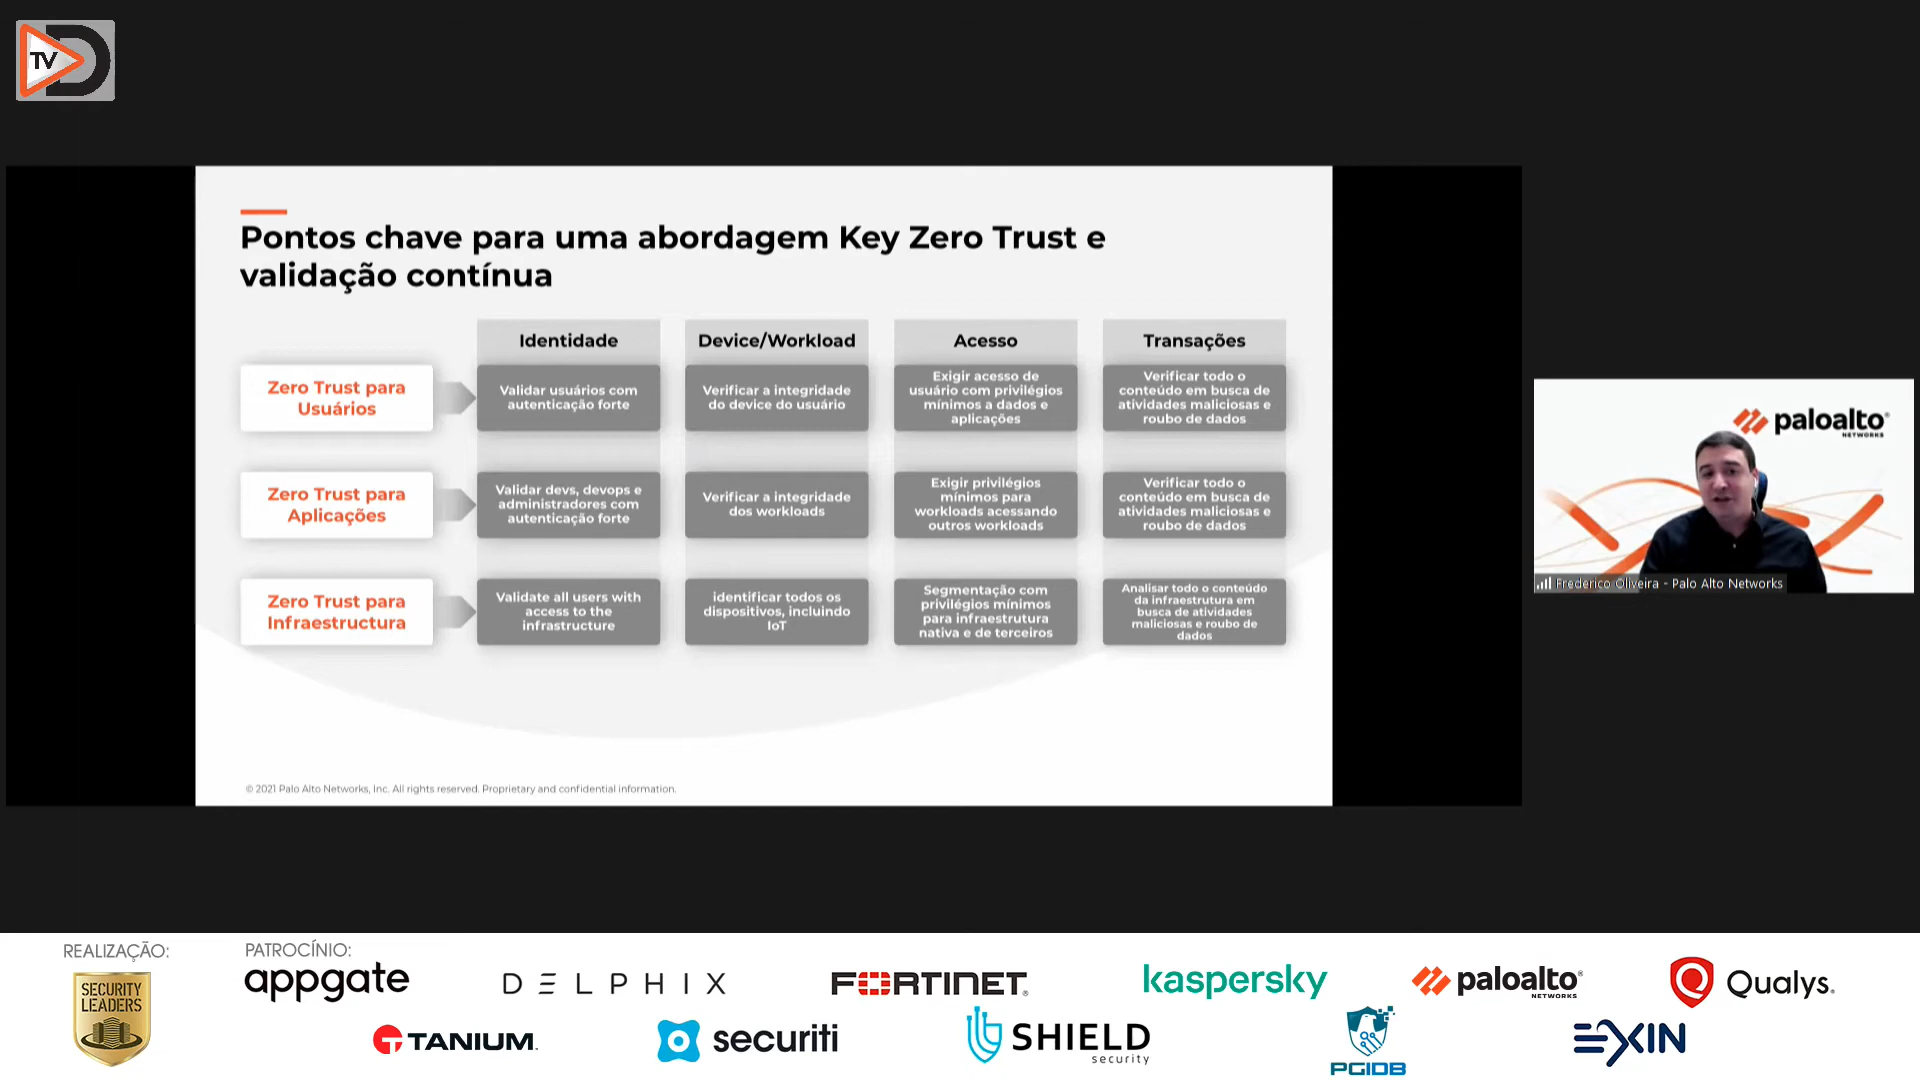 TV
Pontos chave para uma abordagem Key Zero Trust e
validação contínua
Identidade
Device/Workload
Acesso
Transações
Zero Trust para
Usuários
Validar usuários com
autenticação forte
Verificar a integridade
do device do usuário
Exigir acesso de
usuário com privilégios
mínimos a dados e
aplicações
Verificar todo o
conteúdo em busca de
atividades maliciosas e
roubo de dados
Zero Trust para
Aplicações
Validar devs, devops e
administradores com
autenticação forte
Verificar a integridade
dos workloads
Exigir privilégios
mínimos para
workloads acessando
outros workloads
Verificar todo o
conteúdo em busca de
atividades maliciosas e
roubo de dados
Zero Trust para
Infraestructura
Validate all users with
access to the
infrastructure
identificar todos os
dispositivos, incluindo
IoT
Segmentação com
privilégios mínimos
para infraestrutura
nativa e de terceiros
Analisar todo o conteúdo
da infraestrutura em
busca de atividades
maliciosas e roubo de
dados
© 2021 Palo Alto Networks, Inc. All rights reserved. Proprietary and confidential information.
paloalto®
NETWORKS
Frederico Oliveira - Palo Alto Networks
REALIZAÇÃO:
SECURITY
LEADERS
PATROCÍNIO:
appgate
DELPHIX
FORTINET®
kaspersky
paloalto®
NETWORKS
Qualys.
TANIUM.
securiti
SHIELD
security
PGIDB
EXIN